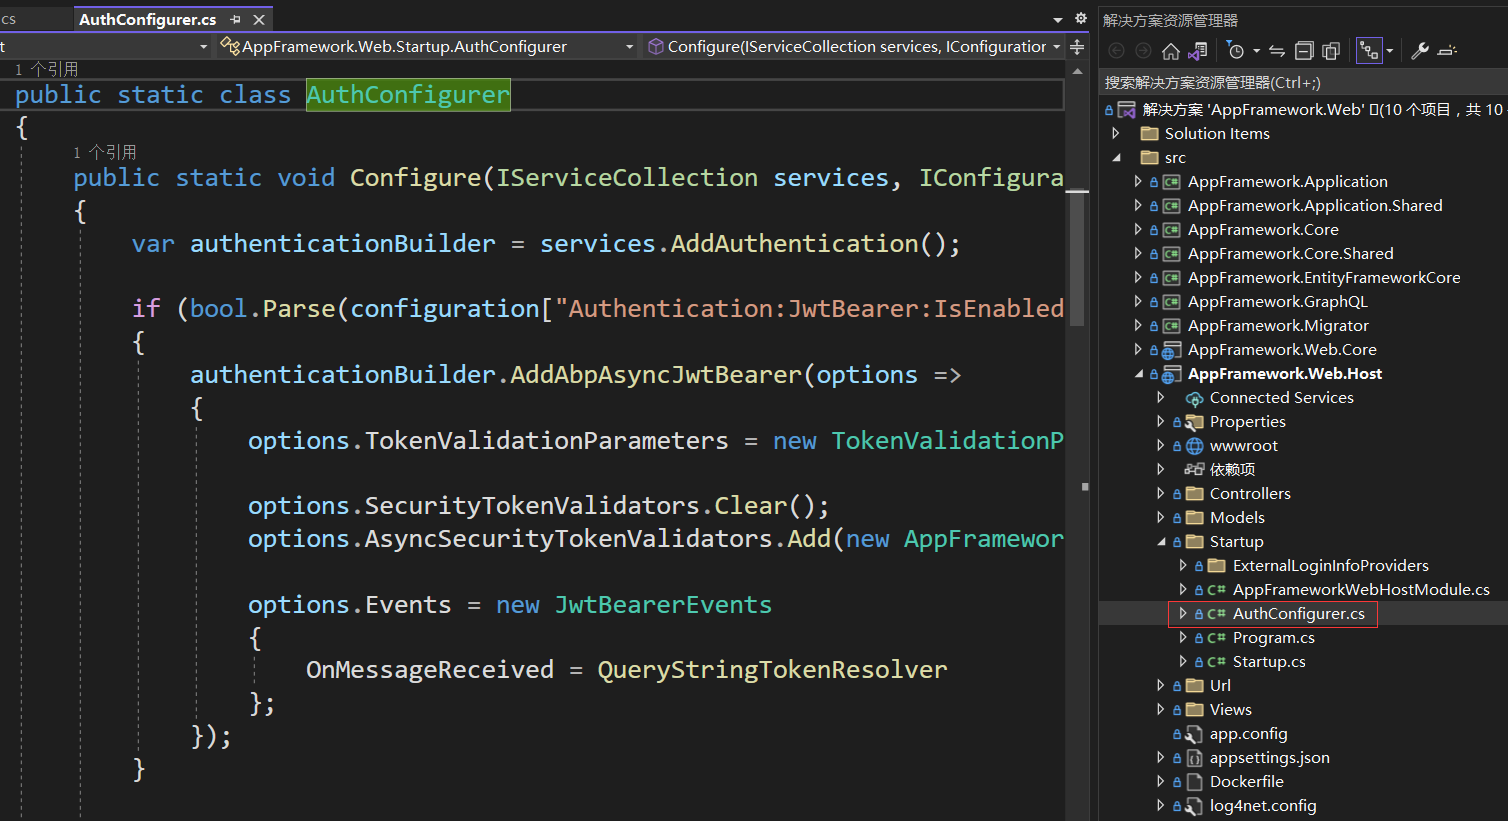 cs
AuthConfigurer.cs
t
AppFramework.Web.Startup.AuthConfigurer
Configure(IServiceCollection services, IConfiguration
1 个引用
public static class AuthConfigurer
{
1 个引用
public static void Configure(IServiceCollection services, IConfigura
{
var authenticationBuilder = services.AddAuthentication();
if (bool.Parse(configuration["Authentication:JwtBearer:IsEnabled
{
authenticationBuilder.AddAbpAsyncJwtBearer(options =>
{
options.TokenValidationParameters = new TokenValidationP
options.SecurityTokenValidators.Clear();
options.AsyncSecurityTokenValidators.Add(new AppFramewor
options.Events = new JwtBearerEvents
{
OnMessageReceived = QueryStringTokenResolver
};
});
}
解决方案资源管理器
搜索解决方案资源管理器(Ctrl+;)
解决方案 'AppFramework.Web' (10 个项目，共 10
Solution Items
src
AppFramework.Application
AppFramework.Application.Shared
AppFramework.Core
AppFramework.Core.Shared
AppFramework.EntityFrameworkCore
AppFramework.GraphQL
AppFramework.Migrator
AppFramework.Web.Core
AppFramework.Web.Host
Connected Services
Properties
wwwroot
依赖项
Controllers
Models
Startup
ExternalLoginInfoProviders
C# AppFrameworkWebHostModule.cs
C# AuthConfigurer.cs
C# Program.cs
C# Startup.cs
Url
Views
app.config
appsettings.json
Dockerfile
log4net.config